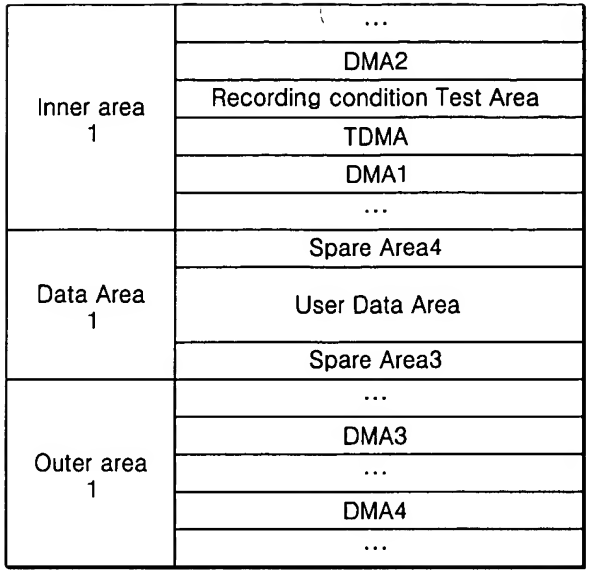 Inner area
1
...
DMA2
Recording condition Test Area
TDMA
DMA1
...
Data Area
1
Spare Area4
User Data Area
Spare Area3
Outer area
1
...
DMA3
...
DMA4
...